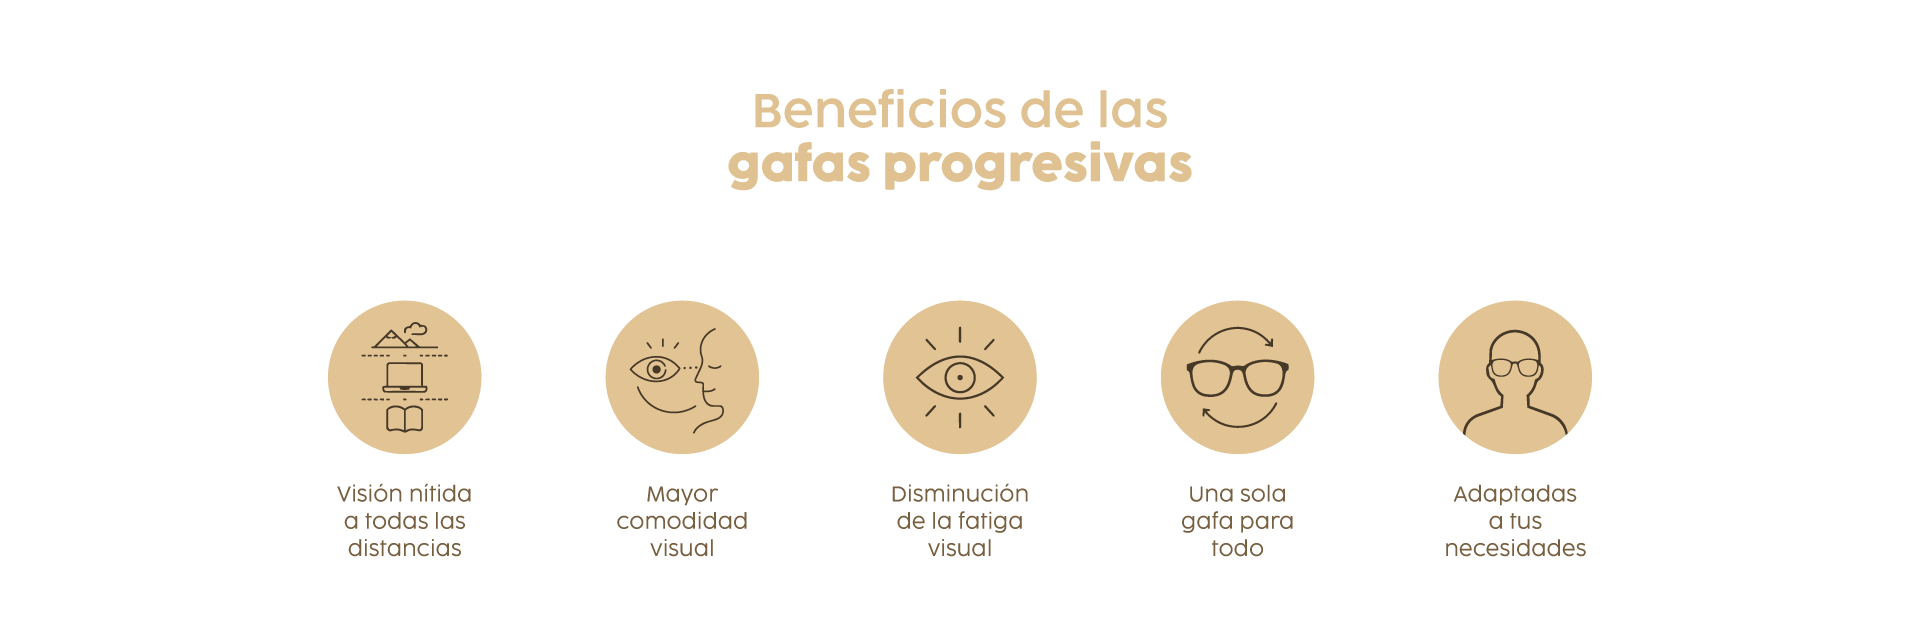 Beneficios de las
gafas progresivas
Visión nítida
a todas las
distancias
Mayor
comodidad
visual
Disminución
de la fatiga
visual
Una sola
gafa para
todo
Adaptadas
a tus
necesidades